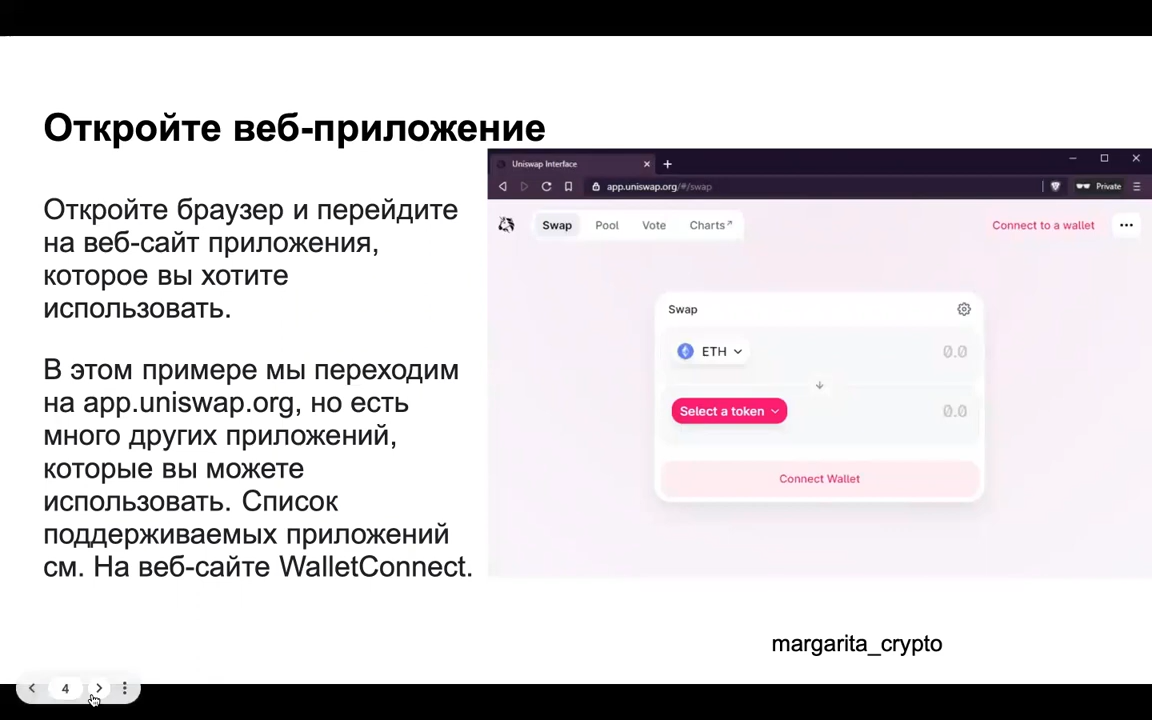 Откройте веб-приложение
Откройте браузер и перейдите
на веб-сайт приложения,
которое вы хотите
использовать.
В этом примере мы переходим
на app.uniswap.org, но есть
много других приложений,
которые вы можете
использовать. Список
поддерживаемых приложений
см. На веб-сайте WalletConnect.
Uniswap Interface
app.uniswap.org/#/swap
Private
Swap Pool Vote Charts
Connect to a wallet
Swap
ETH 0.0
Select a token 0.0
Connect Wallet
margarita_crypto
4